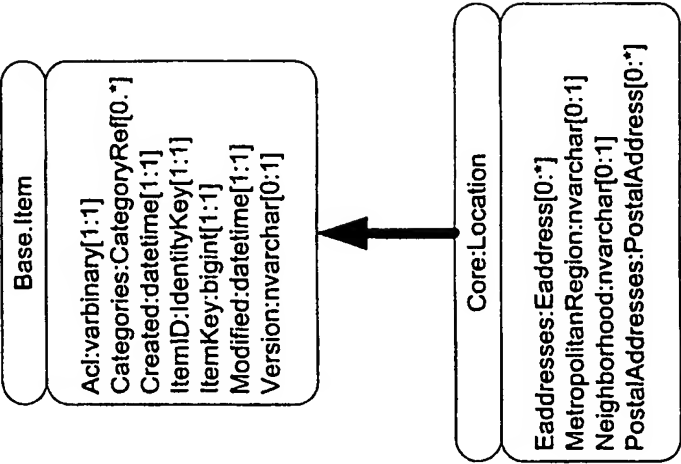 Base.Item
Acl:varbinary[1:1]
Categories:CategoryRef[0.*]
Created:datetime[1:1]
ItemID:IdentityKey[1:1]
ItemKey:bigint[1:1]
Modified:datetime[1:1]
Version:nvarchar[0:1]
Core:Location
Eaddresses:Eaddress[0:*]
MetropolitanRegion:nvarchar[0:1]
Neighborhood:nvarchar[0:1]
PostalAddresses:PostalAddress[0:*]